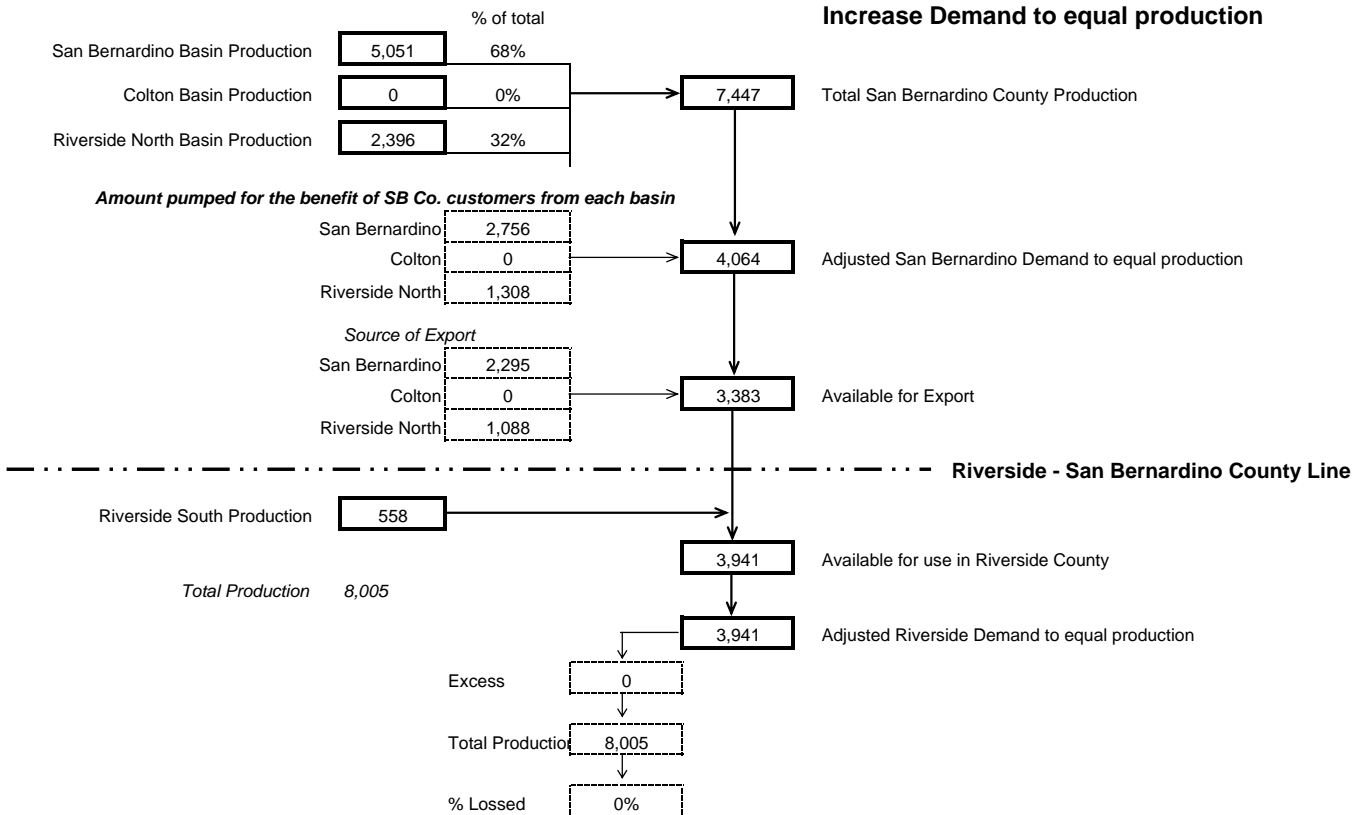 % of total
Increase Demand to equal production
San Bernardino Basin Production 5,051 68%
Colton Basin Production 0 0% 7,447 Total San Bernardino County Production
Riverside North Basin Production 2,396 32%
Amount pumped for the benefit of SB Co. customers from each basin
San Bernardino 2,756
Colton 0 4,064 Adjusted San Bernardino Demand to equal production
Riverside North 1,308
Source of Export
San Bernardino 2,295
Colton 0 3,383 Available for Export
Riverside North 1,088
Riverside - San Bernardino County Line
Riverside South Production 558
3,941 Available for use in Riverside County
Total Production 8,005
3,941 Adjusted Riverside Demand to equal production
Excess 0
Total Production 8,005
% Lossed 0%